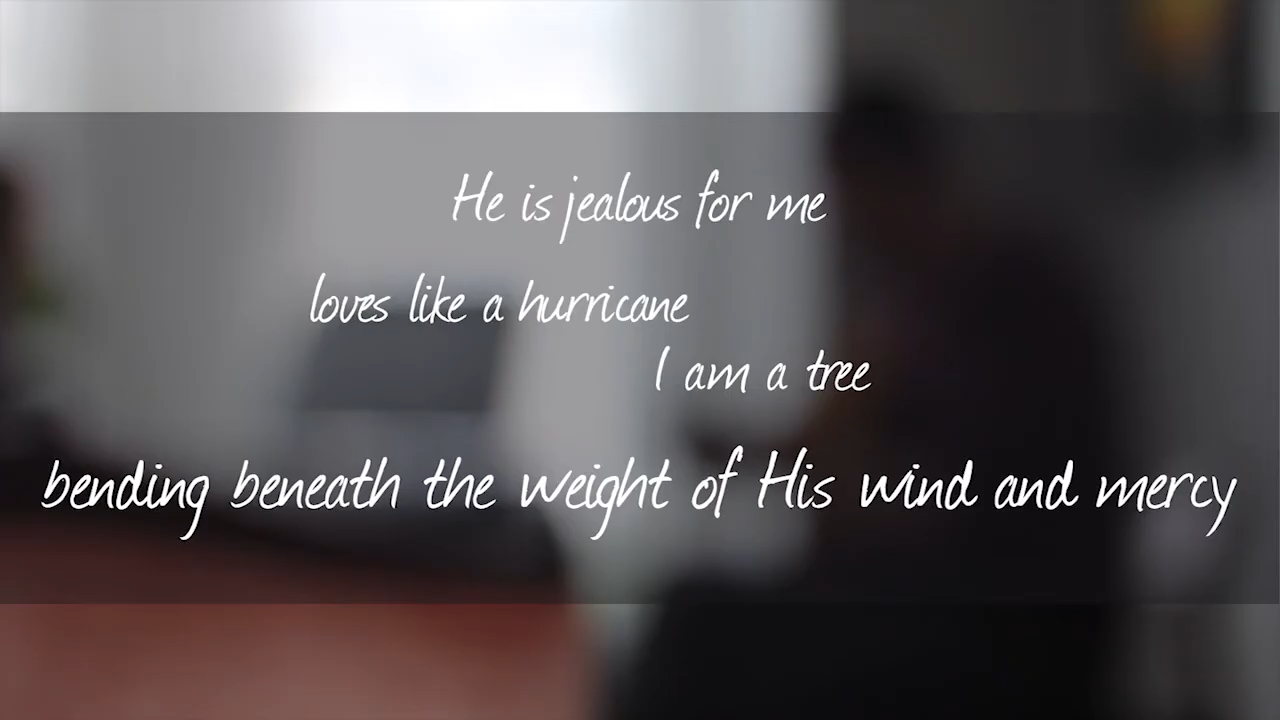 He is jealous for me
loves like a hurricane
I am a tree
bending beneath the weight of His wind and mercy